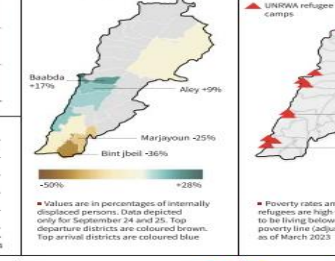 UNRWA refugee
camps
Baabda
+17%
Aley +9%
Marjayoun -25%
Bint jbeil -36%
-50%
+28%
Values are in percentages of internally
displaced persons. Data depicted
only for September 24 and 25. Top
departure districts are coloured brown.
Top arrival districts are coloured blue
Poverty rates an
refugees are high
to be living below
poverty line (adju
as of March 2023